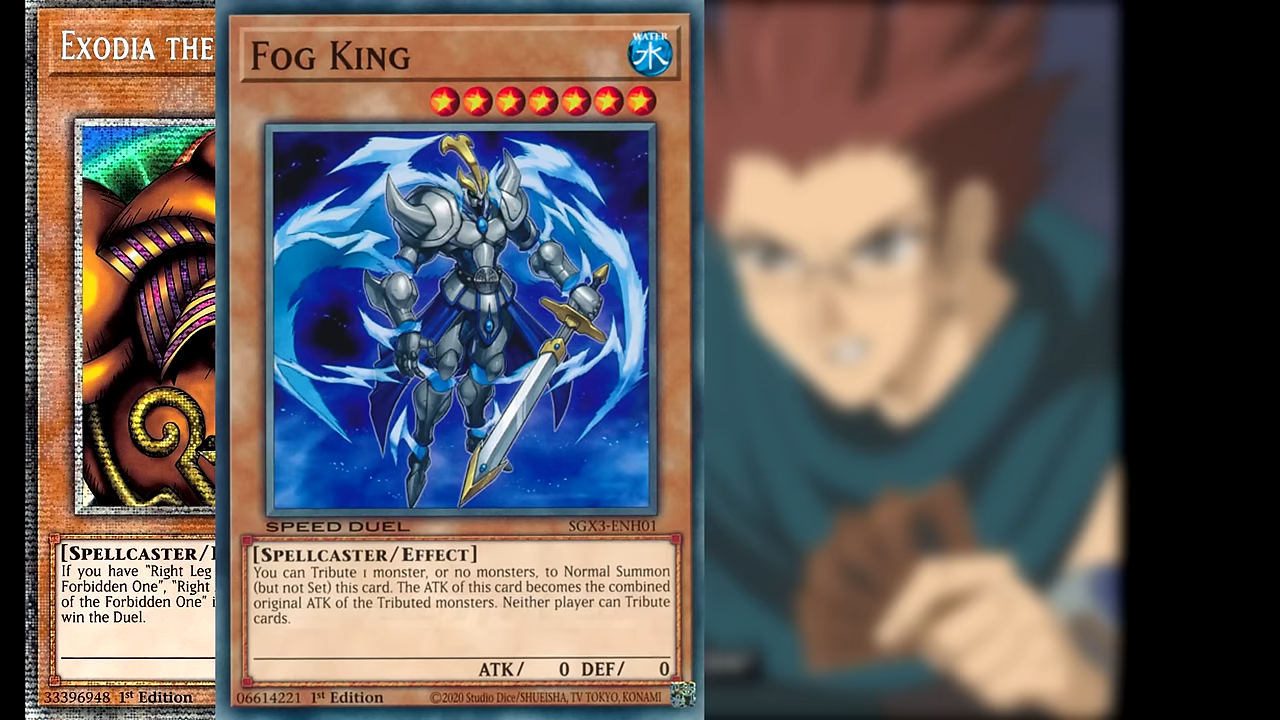 EXODIA THE
[SPELLCASTER/
If you have “Right Leg
Forbidden One”, “Right
of the Forbidden One” i
win the Duel.
33396948 1st Edition
FOG KING
WATER
水
SPEED DUEL SGX3-ENH01
[SPELLCASTER/EFFECT]
You can Tribute 1 monster, or no monsters, to Normal Summon
(but not Set) this card. The ATK of this card becomes the combined
original ATK of the Tributed monsters. Neither player can Tribute
cards.
ATK/ 0 DEF/ 0
06614221 1st Edition ©2020 Studio Dice/SHUEISHA, TV TOKYO, KONAMI